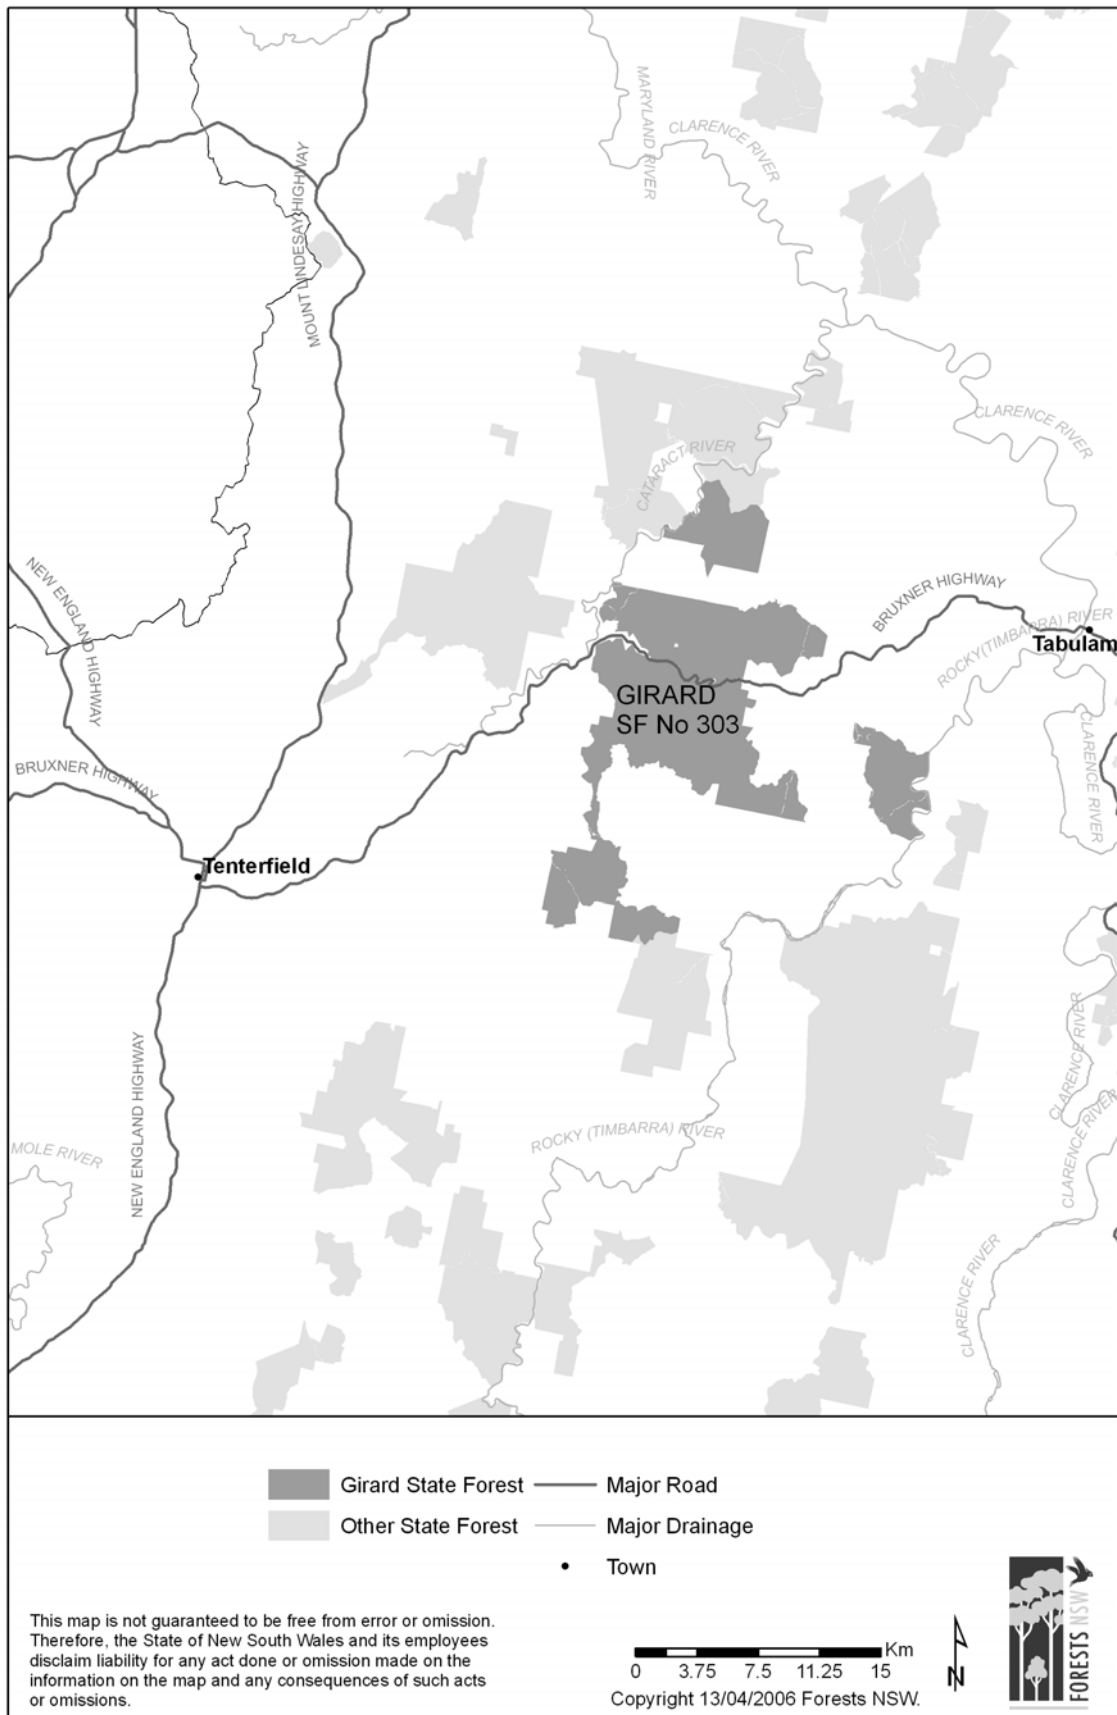 MARYLAND RIVER
CLARENCE RIVER
MOUNT LINDESAY HIGHWAY
CLARENCE RIVER
CATARACT RIVER
NEW ENGLAND HIGHWAY
BRUXNER HIGHWAY
ROCKY (TIMBARRA) RIVER
Tabulam
GIRARD
SF No 303
CLARENCE RIVER
BRUXNER HIGHWAY
Tenterfield
CLARENCE RIVER
NEW ENGLAND HIGHWAY
MOLE RIVER
ROCKY (TIMBARRA) RIVER
CLARENCE RIVER
CLARENCE RIVER
Girard State Forest
Major Road
Other State Forest
Major Drainage
Town
This map is not guaranteed to be free from error or omission.
Therefore, the State of New South Wales and its employees
disclaim liability for any act done or omission made on the
information on the map and any consequences of such acts
or omissions.
Km
0 3.75 7.5 11.25 15
Copyright 13/04/2006 Forests NSW.
N
FORESTS NSW